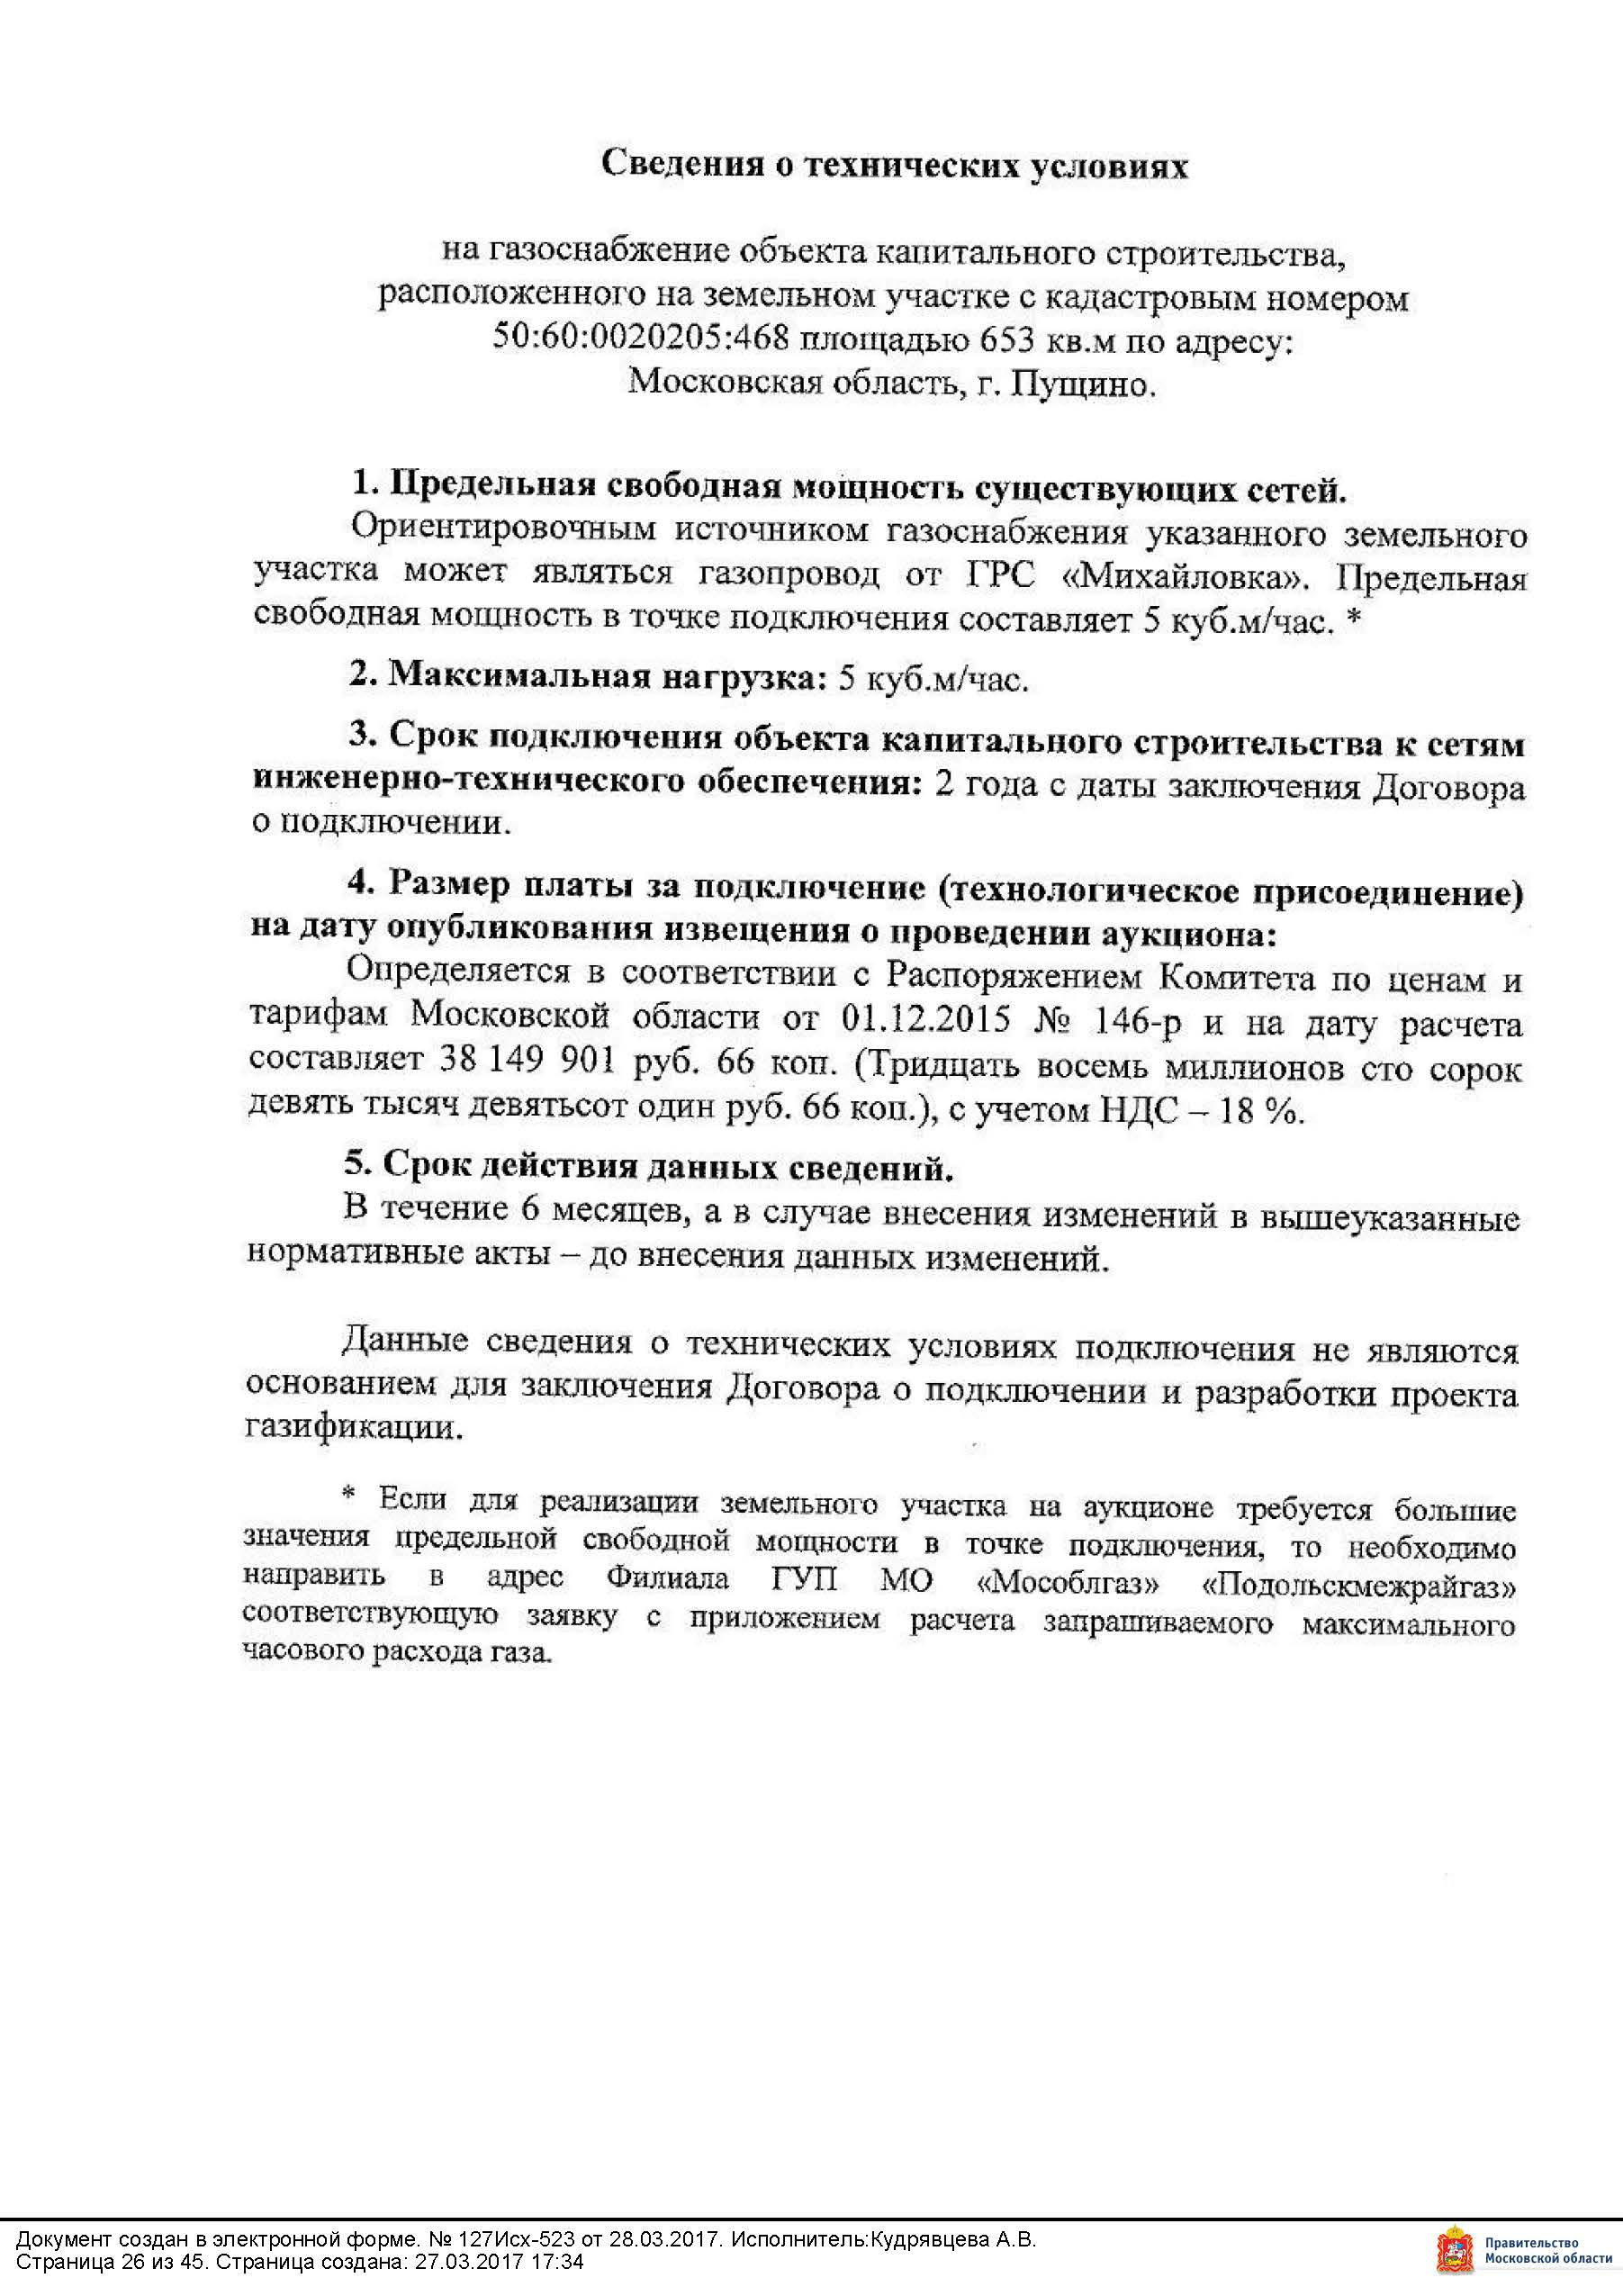 Сведения о технических условиях
на газоснабжение объекта капитального строительства,
расположенного на земельном участке с кадастровым номером
50:60:0020205:468 площадью 653 кв.м по адресу:
Московская область, г. Пущино.
1. Предельная свободная мощность существующих сетей.
Ориентировочным источником газоснабжения указанного земельного
участка может являться газопровод от ГРС «Михайловка». Предельная
свободная мощность в точке подключения составляет 5 куб.м/час. *
2. Максимальная нагрузка: 5 куб.м/час.
3. Срок подключения объекта капитального строительства к сетям
инженерно-технического обеспечения: 2 года с даты заключения Договора
о подключении.
4. Размер платы за подключение (технологическое присоединение)
на дату опубликования извещения о проведении аукциона:
Определяется в соответствии с Распоряжением Комитета по ценам и
тарифам Московской области от 01.12.2015 № 146-р и на дату расчета
составляет 38 149 901 руб. 66 коп. (Тридцать восемь миллионов сто сорок
девять тысяч девятьсот один руб. 66 коп.), с учетом НДС – 18 %.
5. Срок действия данных сведений.
В течение 6 месяцев, а в случае внесения изменений в вышеуказанные
нормативные акты – до внесения данных изменений.
Данные сведения о технических условиях подключения не являются
основанием для заключения Договора о подключении и разработки проекта
газификации.
* Если для реализации земельного участка на аукционе требуется большие
значения предельной свободной мощности в точке подключения, то необходимо
направить в адрес Филиала ГУП МО «Мособлгаз» «Подольскмежрайгаз»
соответствующую заявку с приложением расчета запрашиваемого максимального
часового расхода газа.
Документ создан в электронной форме. № 127Исх-523 от 28.03.2017. Исполнитель:Кудрявцева А.В.
Страница 26 из 45. Страница создана: 27.03.2017 17:34
Правительство
Московской области